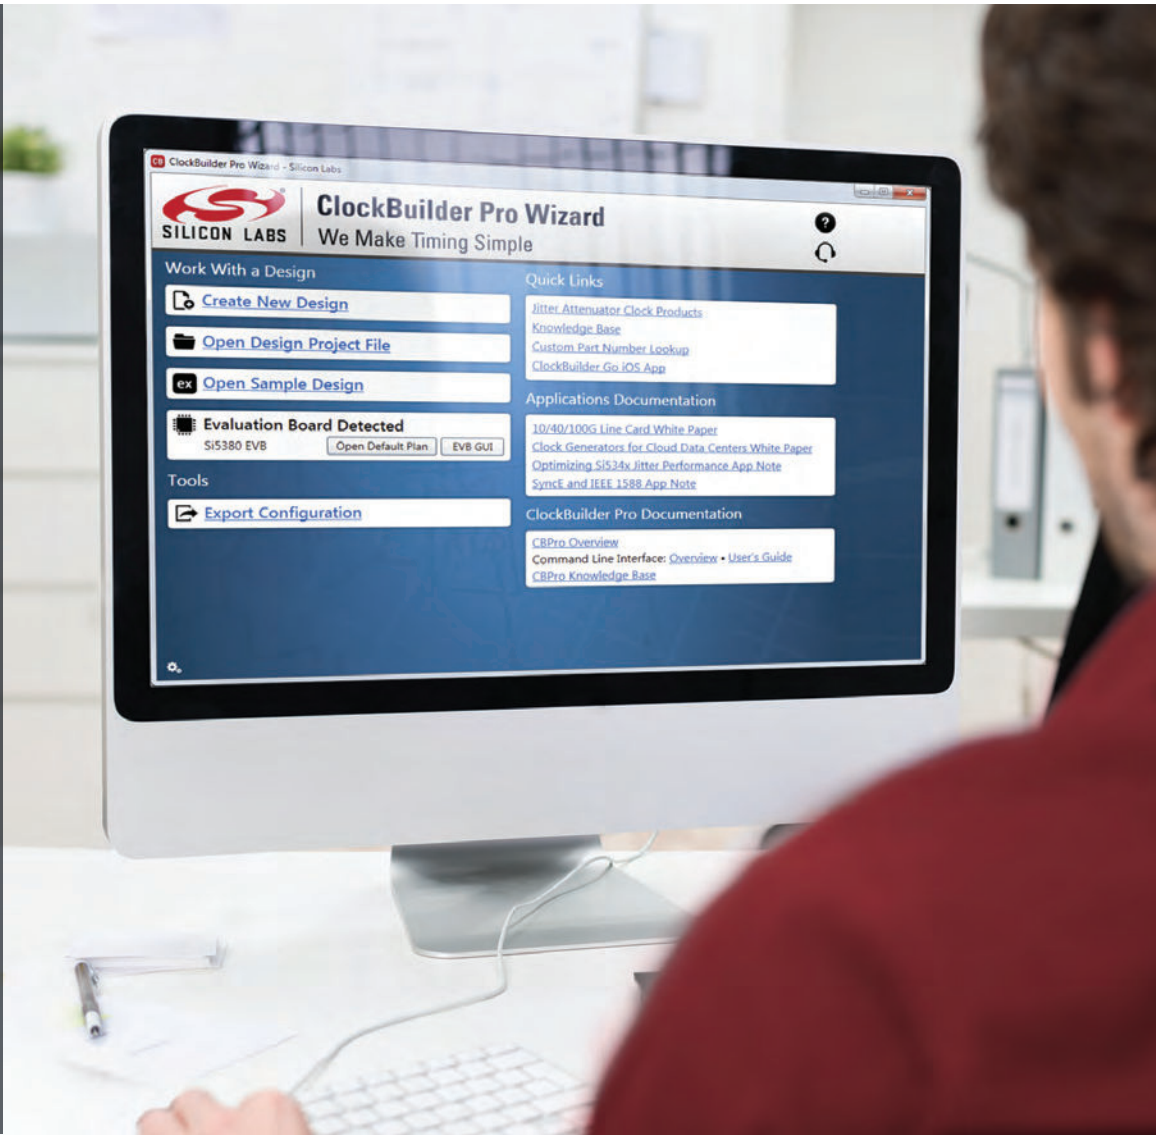 CB ClockBuilder Pro Wizard - Silicon Labs
SILICON LABS
®
ClockBuilder Pro Wizard
We Make Timing Simple
?
Work With a Design
Create New Design
Open Design Project File
ex Open Sample Design
Evaluation Board Detected
Si5380 EVB Open Default Plan EVB GUI
Tools
Export Configuration
Quick Links
Jitter Attenuator Clock Products
Knowledge Base
Custom Part Number Lookup
ClockBuilder Go iOS App
Applications Documentation
10/40/100G Line Card White Paper
Clock Generators for Cloud Data Centers White Paper
Optimizing Si534x Jitter Performance App Note
SyncE and IEEE 1588 App Note
ClockBuilder Pro Documentation
CBPro Overview
Command Line Interface: Overview • User's Guide
CBPro Knowledge Base